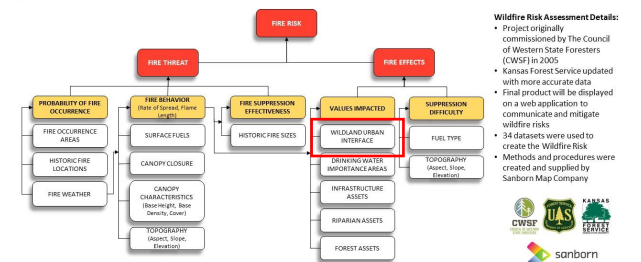 FIRE RISK
FIRE THREAT
FIRE EFFECTS
PROBABILITY OF FIRE
OCCURRENCE
FIRE BEHAVIOR
(Rate of Spread, Flame
Length)
FIRE SUPPRESSION
EFFECTIVENESS
VALUES IMPACTED
SUPPRESSION
DIFFICULTY
FIRE OCCURRENCE
AREAS
HISTORIC FIRE
LOCATIONS
FIRE WEATHER
SURFACE FUELS
CANOPY CLOSURE
CANOPY
CHARACTERISTICS
(Base Height, Base
Density, Cover)
TOPOGRAPHY
(Aspect, Slope,
Elevation)
HISTORIC FIRE SIZES
WILDLAND URBAN
INTERFACE
DRINKING WATER
IMPORTANCE AREAS
INFRASTRUCTURE
ASSETS
RIPARIAN ASSETS
FOREST ASSETS
FUEL TYPE
TOPOGRAPHY
(Aspect, Slope,
Elevation)
Wildfire Risk Assessment Details:
• Project originally
commissioned by The Council
of Western State Foresters
(CWSF) in 2005
• Kansas Forest Service updated
with more accurate data
• Final product will be displayed
on a web application to
communicate and mitigate
wildfire risks
• 34 datasets were used to
create the Wildfire Risk
• Methods and procedures were
created and supplied by
Sanborn Map Company
CWSF
UAS
KANSAS
FOREST
SERVICE
sanborn